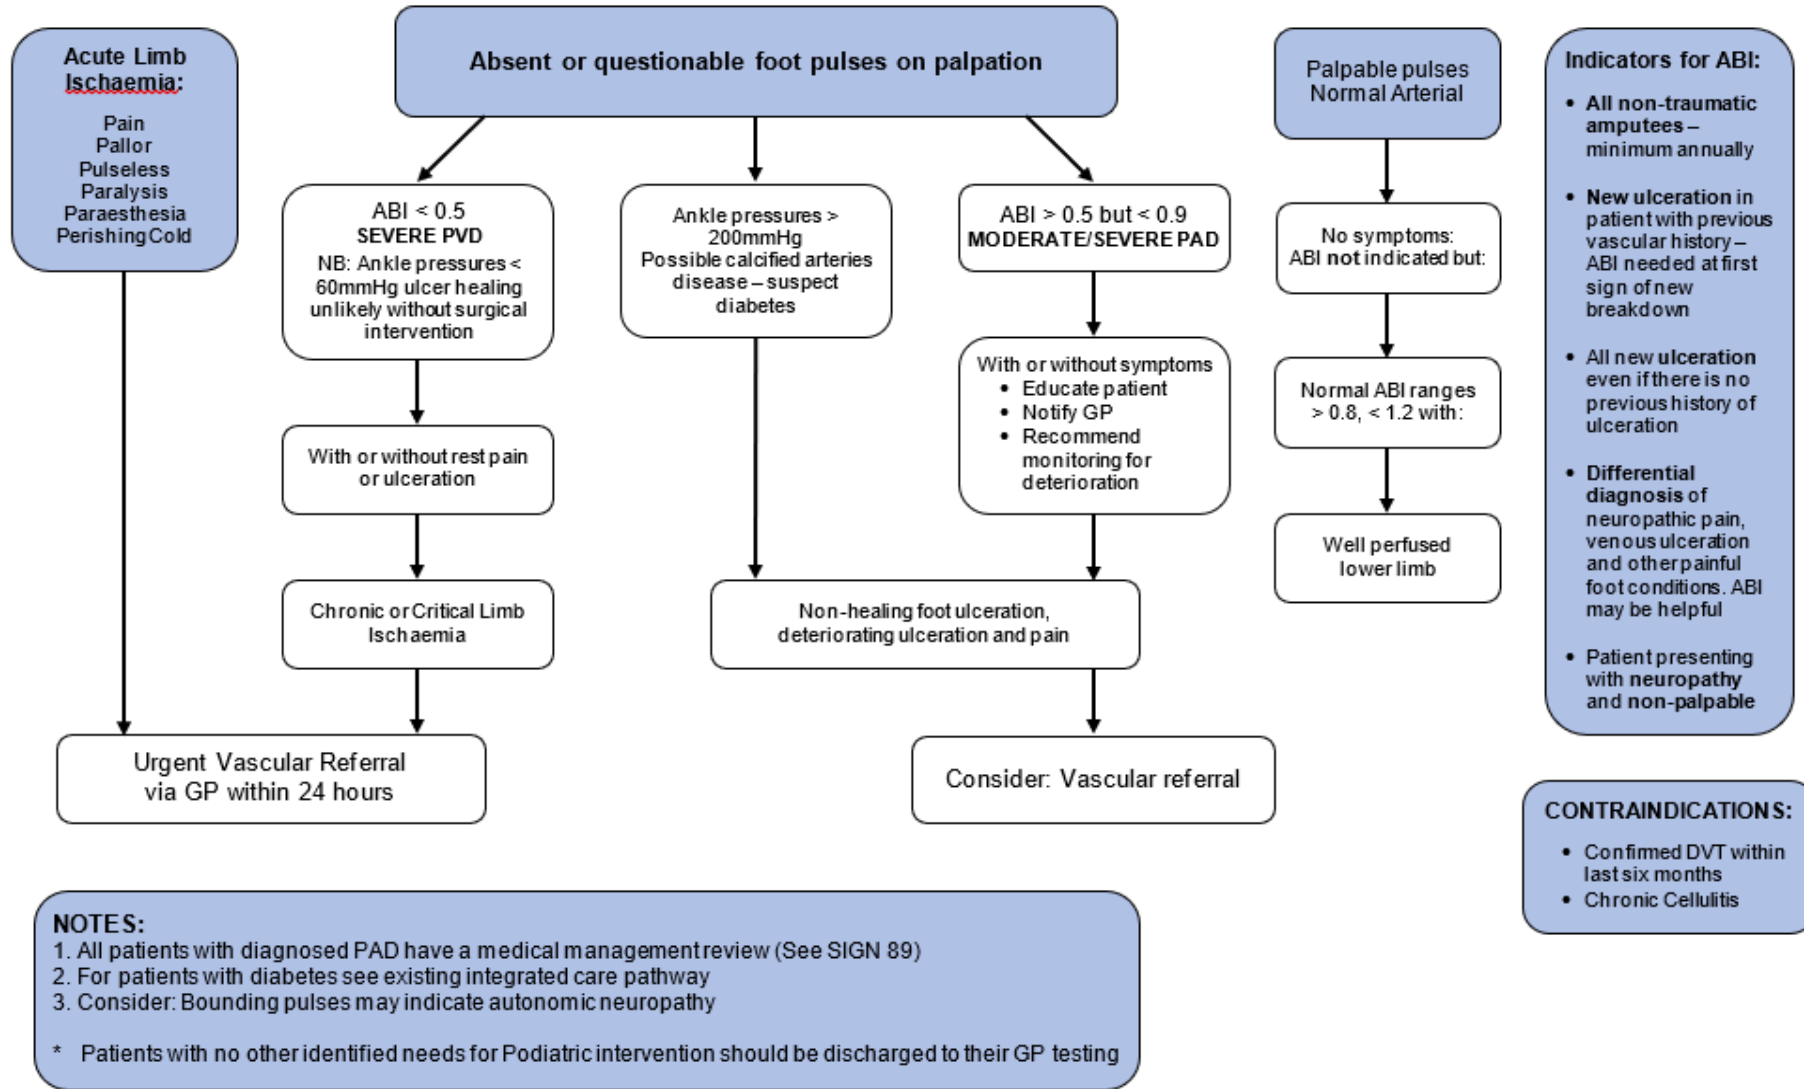 Acute Limb
Ischaemia:
Pain
Pallor
Pulseless
Paralysis
Paraesthesia
Perishing Cold
Absent or questionable foot pulses on palpation
Palpable pulses
Normal Arterial
Indicators for ABI:
• All non-traumatic
amputees –
minimum annually
• New ulceration in
patient with previous
vascular history –
ABI needed at first
sign of new
breakdown
• All new ulceration
even if there is no
previous history of
ulceration
• Differential
diagnosis of
neuropathic pain,
venous ulceration
and other painful
foot conditions. ABI
may be helpful
• Patient presenting
with neuropathy
and non-palpable
ABI < 0.5
SEVERE PVD
NB: Ankle pressures <
60mmHg ulcer healing
unlikely without surgical
intervention
Ankle pressures >
200mmHg
Possible calcified arteries
disease – suspect
diabetes
ABI > 0.5 but < 0.9
MODERATE/SEVERE PAD
No symptoms:
ABI not indicated but:
With or without symptoms
• Educate patient
• Notify GP
• Recommend
monitoring for
deterioration
Normal ABI ranges
> 0.8, < 1.2 with:
With or without rest pain
or ulceration
Well perfused
lower limb
Chronic or Critical Limb
Ischaemia
Non-healing foot ulceration,
deteriorating ulceration and pain
Urgent Vascular Referral
via GP within 24 hours
Consider: Vascular referral
CONTRAINDICATIONS:
• Confirmed DVT within
last six months
• Chronic Cellulitis
NOTES:
1. All patients with diagnosed PAD have a medical management review (See SIGN 89)
2. For patients with diabetes see existing integrated care pathway
3. Consider: Bounding pulses may indicate autonomic neuropathy
* Patients with no other identified needs for Podiatric intervention should be discharged to their GP testing